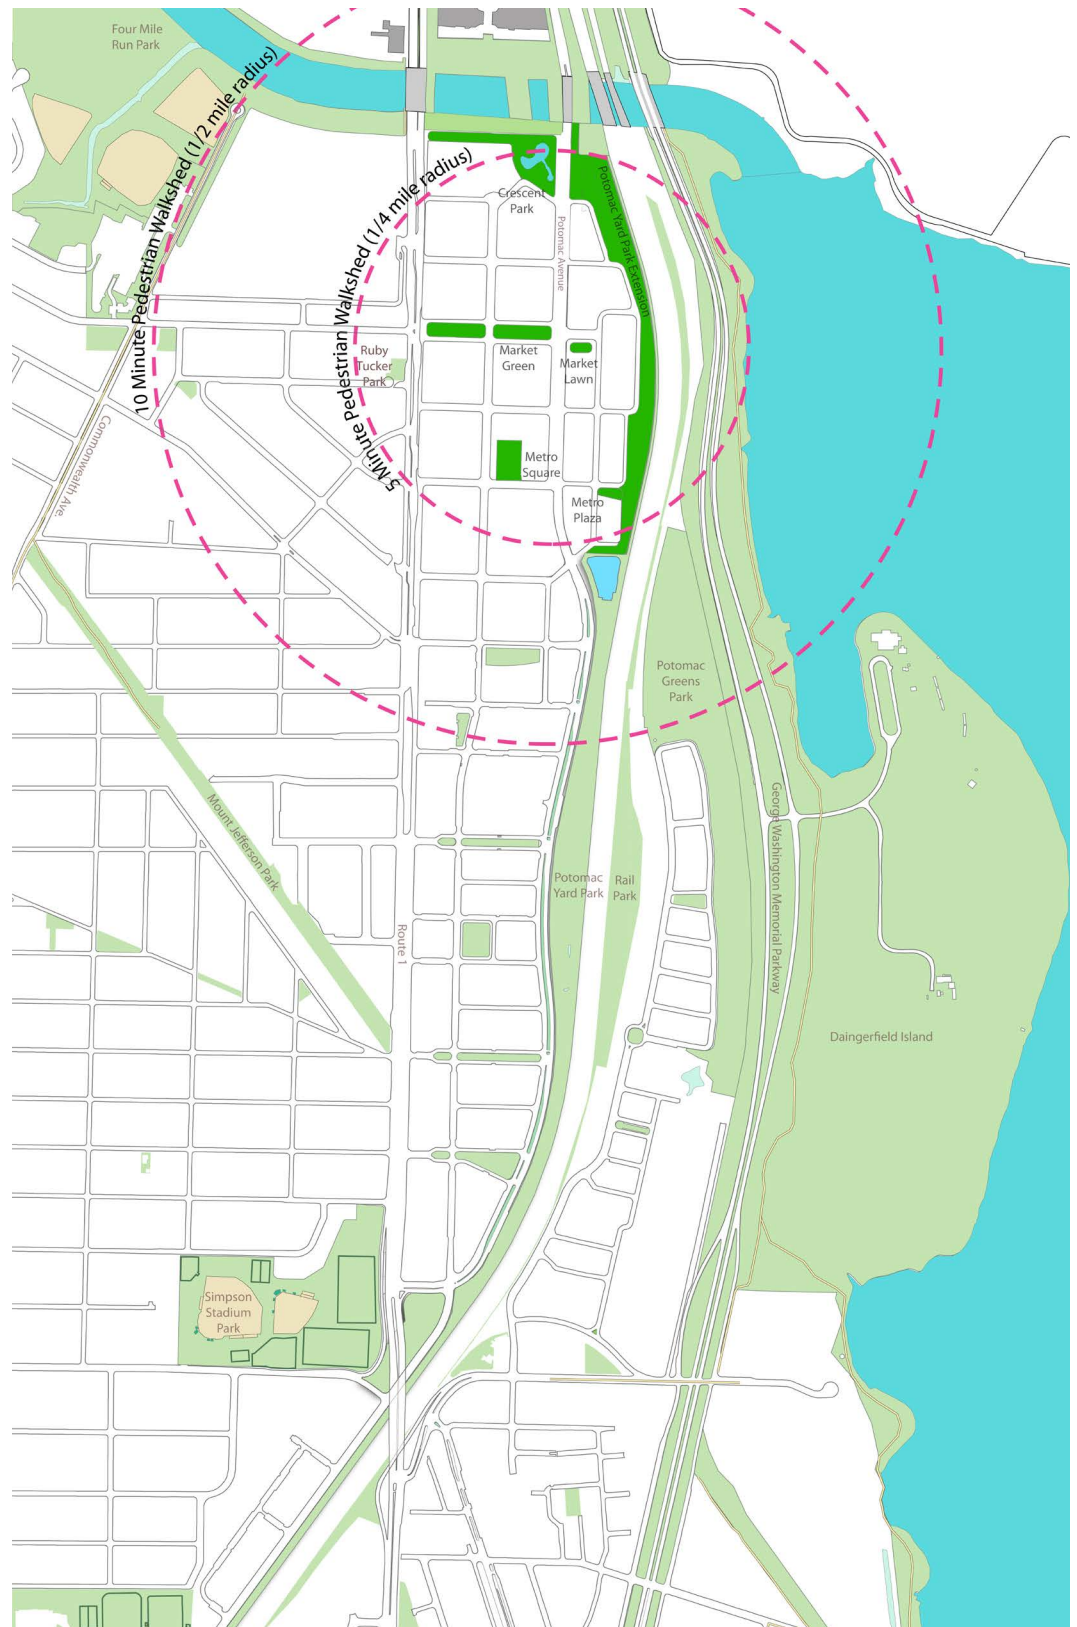 Four Mile
Run Park
10 Minute Pedestrian Walkshed (1/2 mile radius)
5 Minute Pedestrian Walkshed (1/4 mile radius)
Crescent
Park
Potomac Avenue
Potomac Yard Park Extension
Ruby
Tucker
Park
Market
Green
Market
Lawn
Commonwealth Ave.
Metro
Square
Metro
Plaza
Potomac
Greens
Park
Mount Jefferson Park
George Washington Memorial Parkway
Potomac
Yard Park
Rail
Park
Route 1
Daingerfield Island
Simpson
Stadium
Park